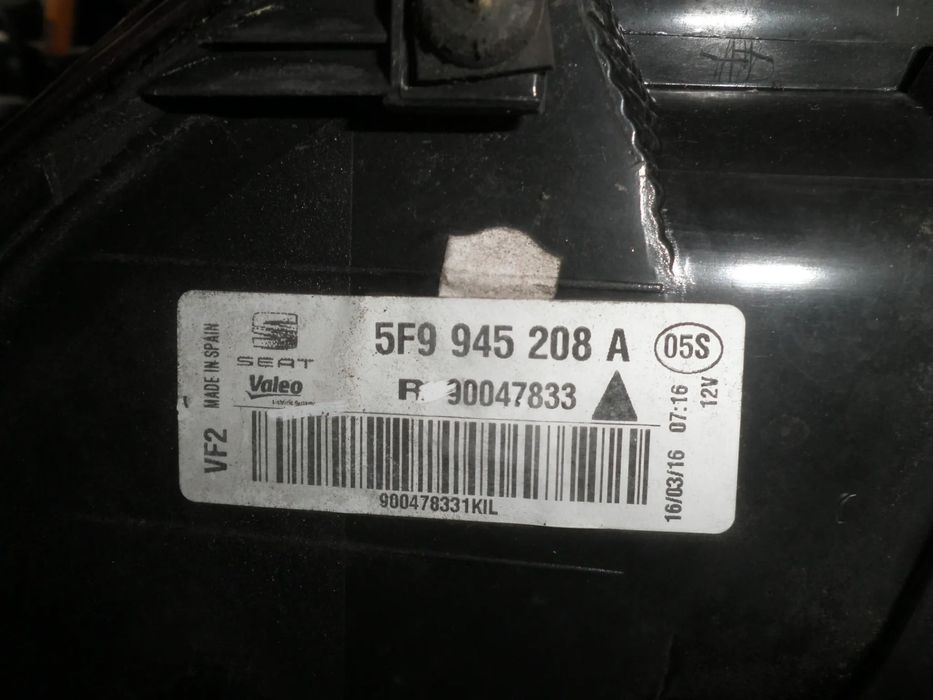 MADE IN SPAIN
VF2
SEAT
Valeo
5F9 945 208 A
05S
R 90047833
900478331KIL
16/03/16 07:16
12V